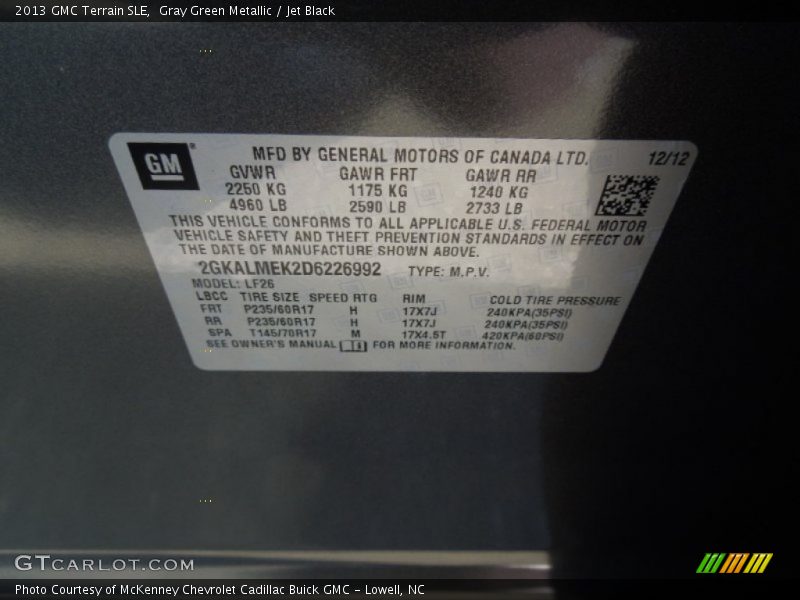 2013 GMC Terrain SLE, Gray Green Metallic / Jet Black
GM
MFD BY GENERAL MOTORS OF CANADA LTD. 12/12
GVWR GAWR FRT GAWR RR
2250 KG 1175 KG 1240 KG
4960 LB 2590 LB 2733 LB
THIS VEHICLE CONFORMS TO ALL APPLICABLE U.S. FEDERAL MOTOR
VEHICLE SAFETY AND THEFT PREVENTION STANDARDS IN EFFECT ON
THE DATE OF MANUFACTURE SHOWN ABOVE.
2GKALMEK2D6226992 TYPE: M.P.V.
MODEL: LF26
LBCC TIRE SIZE SPEED RTG RIM COLD TIRE PRESSURE
FRT P235/60R17 H 17X7J 240KPA(35PSI)
RR P235/60R17 H 17X7J 240KPA(35PSI)
SPA T145/70R17 M 17X4.5T 420KPA(60PSI)
SEE OWNER'S MANUAL FOR MORE INFORMATION.
GTCARLOT.COM
Photo Courtesy of McKenney Chevrolet Cadillac Buick GMC - Lowell, NC